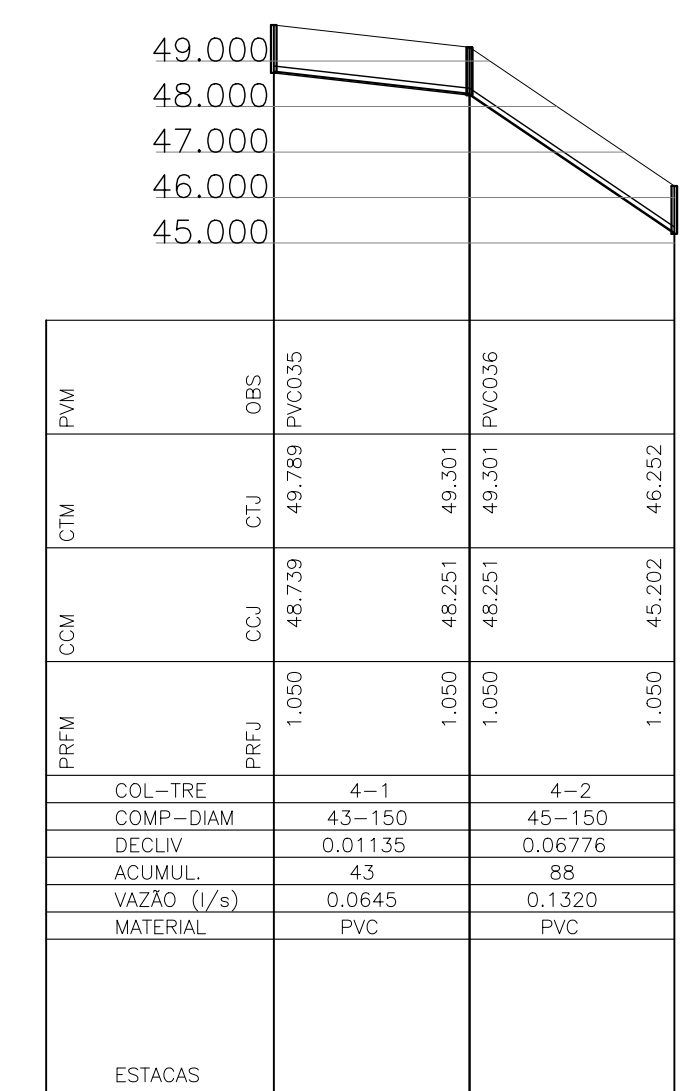 49.000
48.000
47.000
46.000
45.000
PVM OBS PVC035 PVC036
CTM CTJ 49.789 49.301 49.301 46.252
CCM CCJ 48.739 48.251 48.251 45.202
PRFM PRFJ 1.050 1.050 1.050 1.050
COL-TRE 4-1 4-2
COMP-DIAM 43-150 45-150
DECLIV 0.01135 0.06776
ACUMUL. 43 88
VAZÃO (l/s) 0.0645 0.1320
MATERIAL PVC PVC
ESTACAS